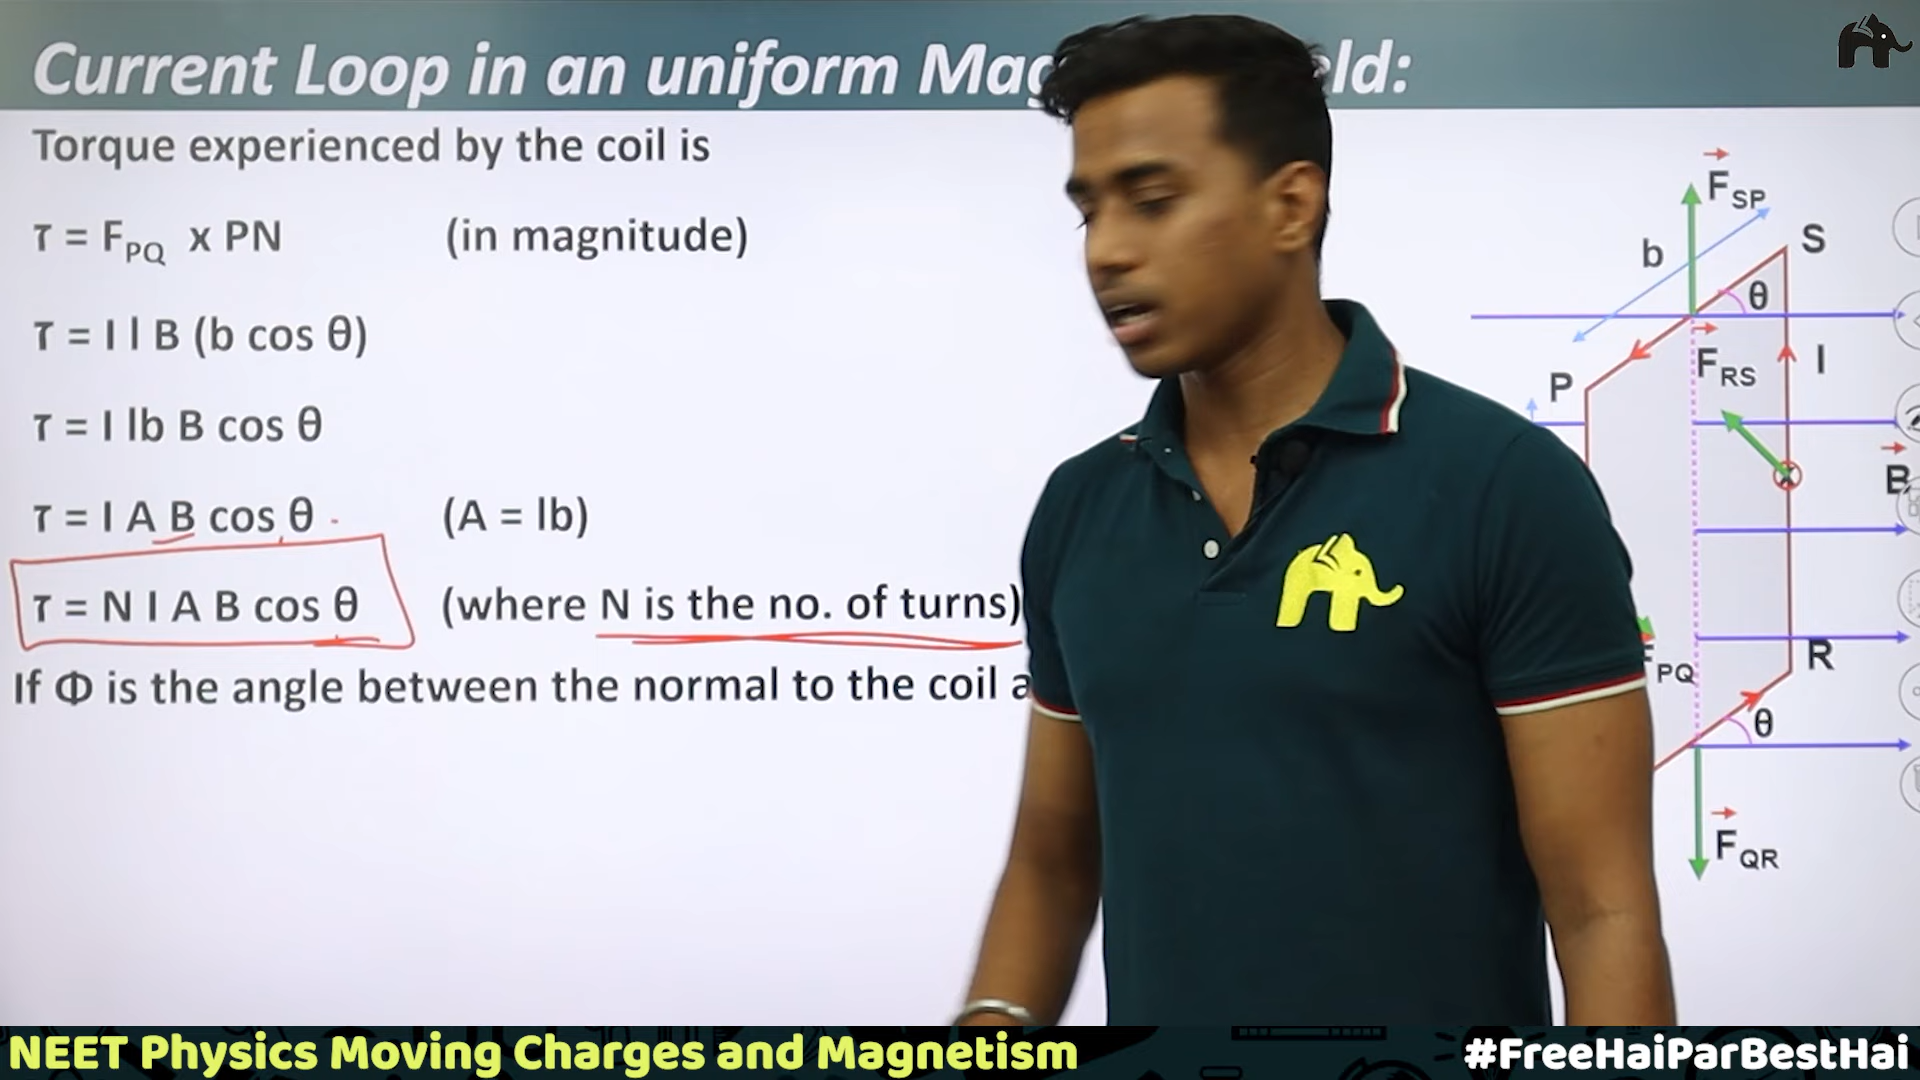 Current Loop in an uniform Mag eld:
Torque experienced by the coil is
τ = F_PQ x PN (in magnitude)
τ = I l B (b cos θ)
τ = I lb B cos θ
τ = I A B cos θ (A = lb)
τ = N I A B cos θ (where N is the no. of turns)
If Φ is the angle between the normal to the coil a
F_SP
b
S
θ
F_RS
I
P
B
R
PQ
θ
F_QR
NEET Physics Moving Charges and Magnetism
#FreeHaiParBestHai